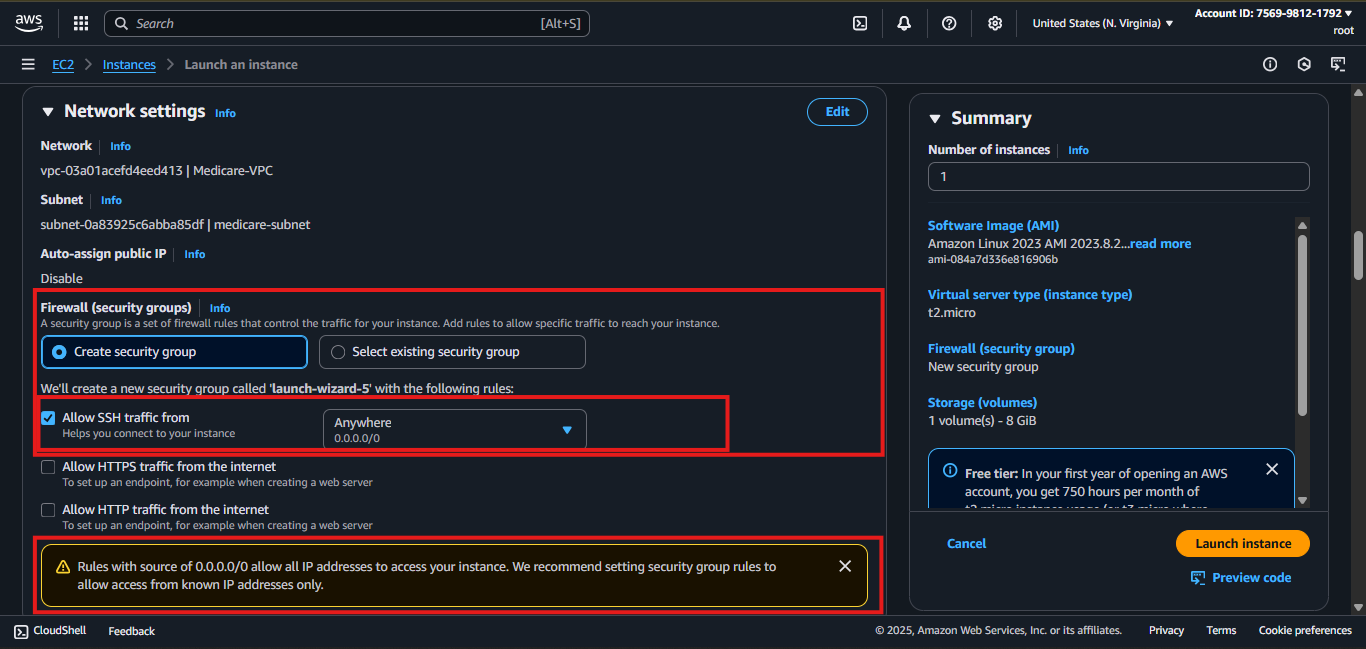 aws
Search
[Alt+S]
United States (N. Virginia)
Account ID: 7569-9812-1792
root
EC2
Instances
Launch an instance
Network settings Info
Edit
Network Info
vpc-03a01acefd4eed413 | Medicare-VPC
Subnet Info
subnet-0a83925c6abba85df | medicare-subnet
Auto-assign public IP Info
Disable
Firewall (security groups) Info
A security group is a set of firewall rules that control the traffic for your instance. Add rules to allow specific traffic to reach your instance.
Create security group
Select existing security group
We'll create a new security group called 'launch-wizard-5' with the following rules:
Allow SSH traffic from
Helps you connect to your instance
Anywhere
0.0.0.0/0
Allow HTTPS traffic from the internet
To set up an endpoint, for example when creating a web server
Allow HTTP traffic from the internet
To set up an endpoint, for example when creating a web server
Rules with source of 0.0.0.0/0 allow all IP addresses to access your instance. We recommend setting security group rules to
allow access from known IP addresses only.
Summary
Number of instances Info
1
Software Image (AMI)
Amazon Linux 2023 AMI 2023.8.2...read more
ami-084a7d336e816906b
Virtual server type (instance type)
t2.micro
Firewall (security group)
New security group
Storage (volumes)
1 volume(s) - 8 GiB
Free tier: In your first year of opening an AWS
account, you get 750 hours per month of
t2.micro instance usage (or t3.micro where
Cancel
Launch instance
Preview code
CloudShell
Feedback
© 2025, Amazon Web Services, Inc. or its affiliates.
Privacy
Terms
Cookie preferences